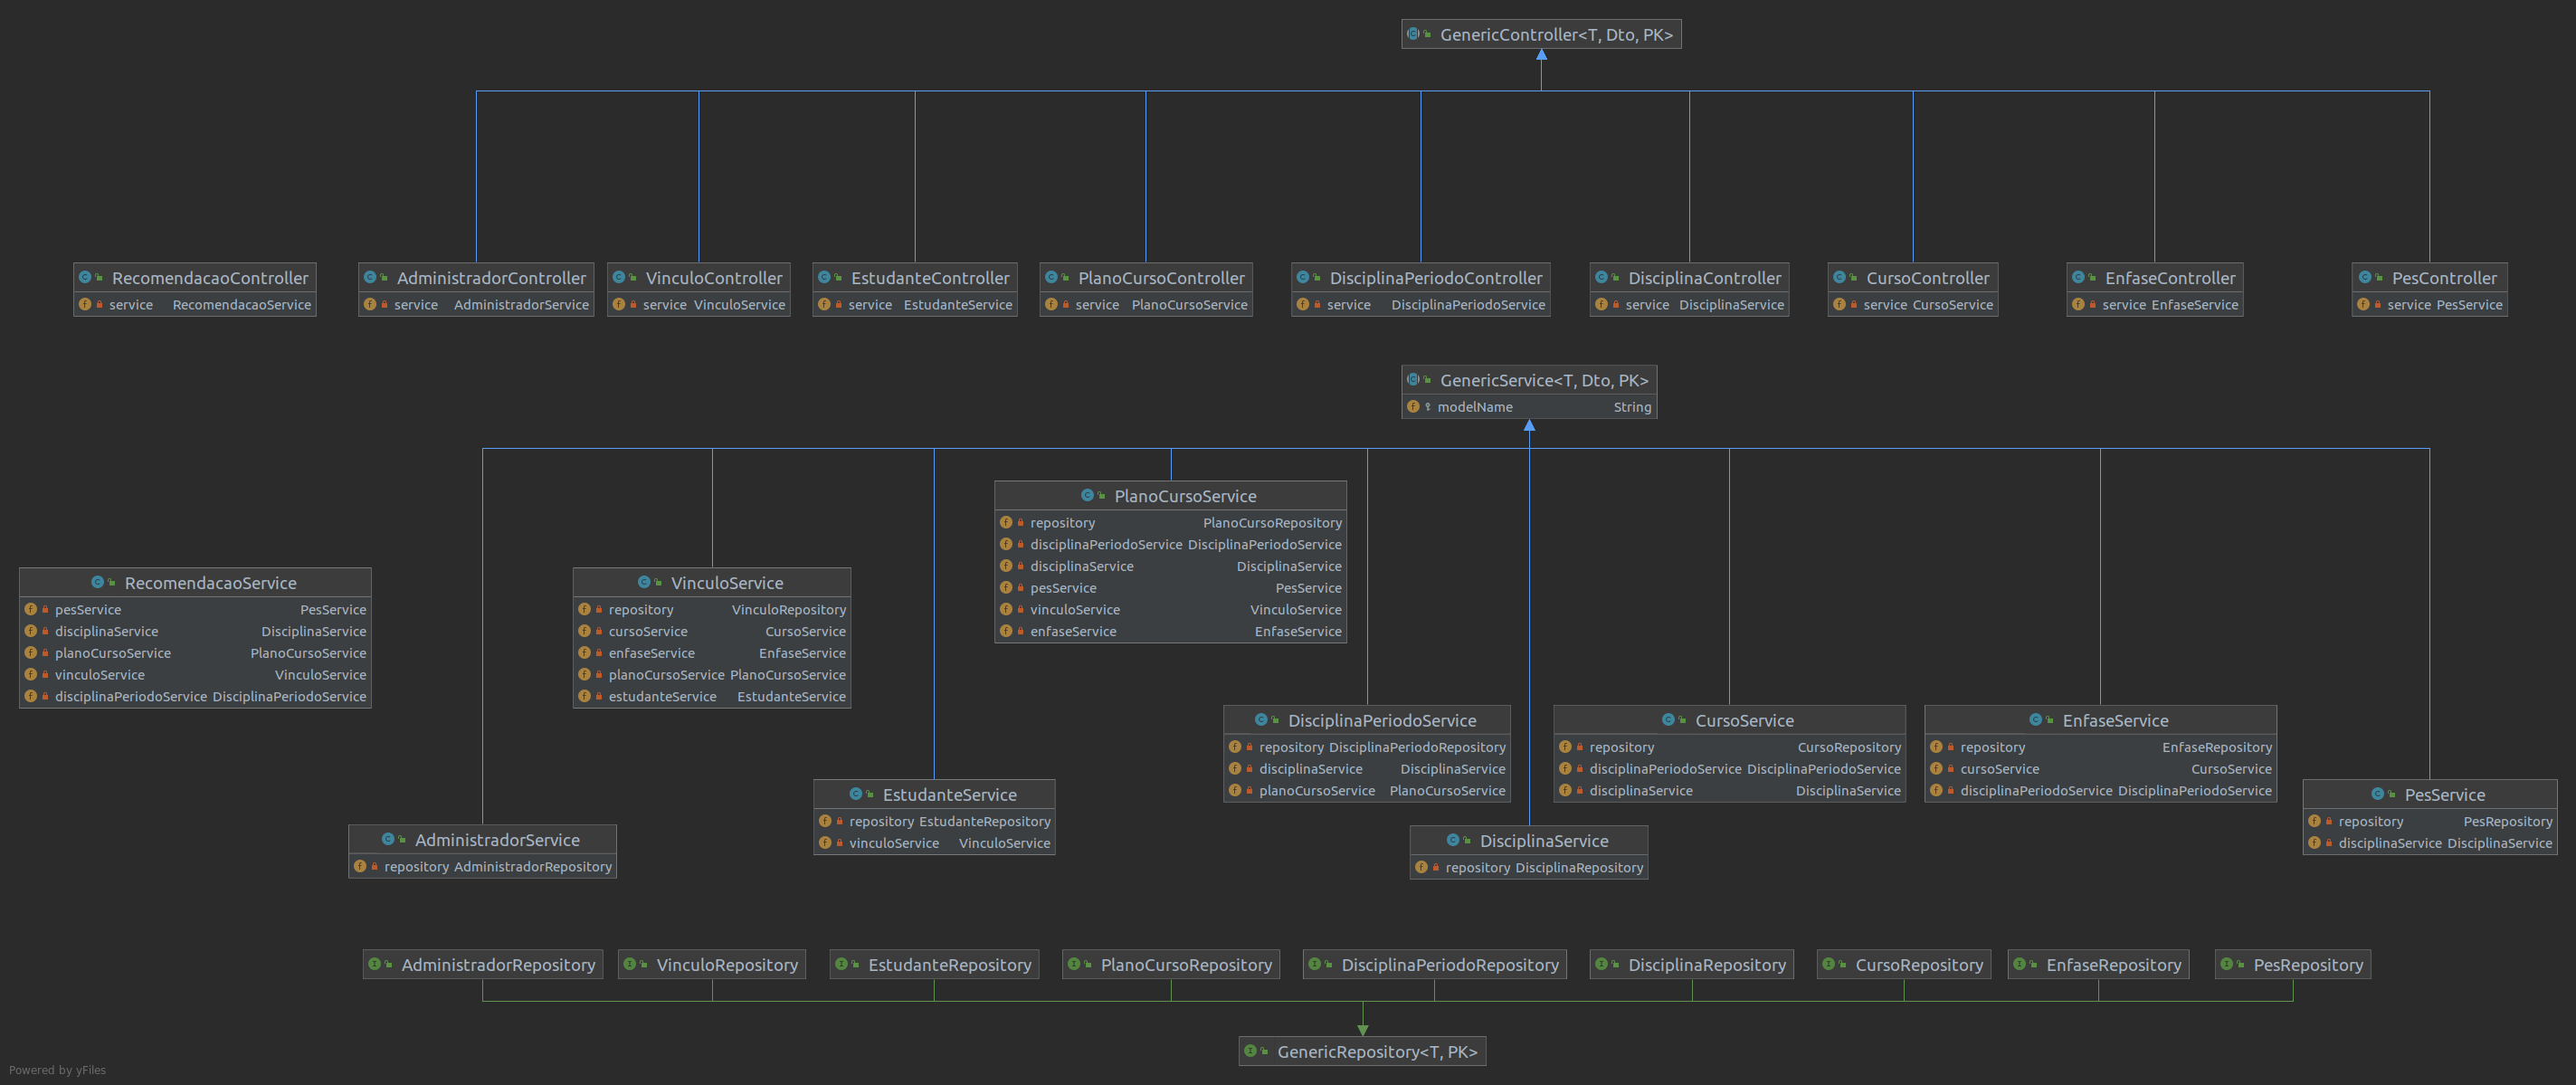 GenericController<T, Dto, PK>
RecomendacaoController
service RecomendacaoService
AdministradorController
service AdministradorService
VinculoController
service VinculoService
EstudanteController
service EstudanteService
PlanoCursoController
service PlanoCursoService
DisciplinaPeriodoController
service DisciplinaPeriodoService
DisciplinaController
service DisciplinaService
CursoController
service CursoService
EnfaseController
service EnfaseService
PesController
service PesService
GenericService<T, Dto, PK>
modelName String
PlanoCursoService
repository PlanoCursoRepository
disciplinaPeriodoService DisciplinaPeriodoService
disciplinaService DisciplinaService
pesService PesService
vinculoService VinculoService
enfaseService EnfaseService
RecomendacaoService
pesService PesService
disciplinaService DisciplinaService
planoCursoService PlanoCursoService
vinculoService VinculoService
disciplinaPeriodoService DisciplinaPeriodoService
VinculoService
repository VinculoRepository
cursoService CursoService
enfaseService EnfaseService
planoCursoService PlanoCursoService
estudanteService EstudanteService
DisciplinaPeriodoService
repository DisciplinaPeriodoRepository
disciplinaService DisciplinaService
planoCursoService PlanoCursoService
CursoService
repository CursoRepository
disciplinaPeriodoService DisciplinaPeriodoService
disciplinaService DisciplinaService
EnfaseService
repository EnfaseRepository
cursoService CursoService
disciplinaPeriodoService DisciplinaPeriodoService
EstudanteService
repository EstudanteRepository
vinculoService VinculoService
PesService
repository PesRepository
disciplinaService DisciplinaService
AdministradorService
repository AdministradorRepository
DisciplinaService
repository DisciplinaRepository
AdministradorRepository
VinculoRepository
EstudanteRepository
PlanoCursoRepository
DisciplinaPeriodoRepository
DisciplinaRepository
CursoRepository
EnfaseRepository
PesRepository
GenericRepository<T, PK>
Powered by yFiles